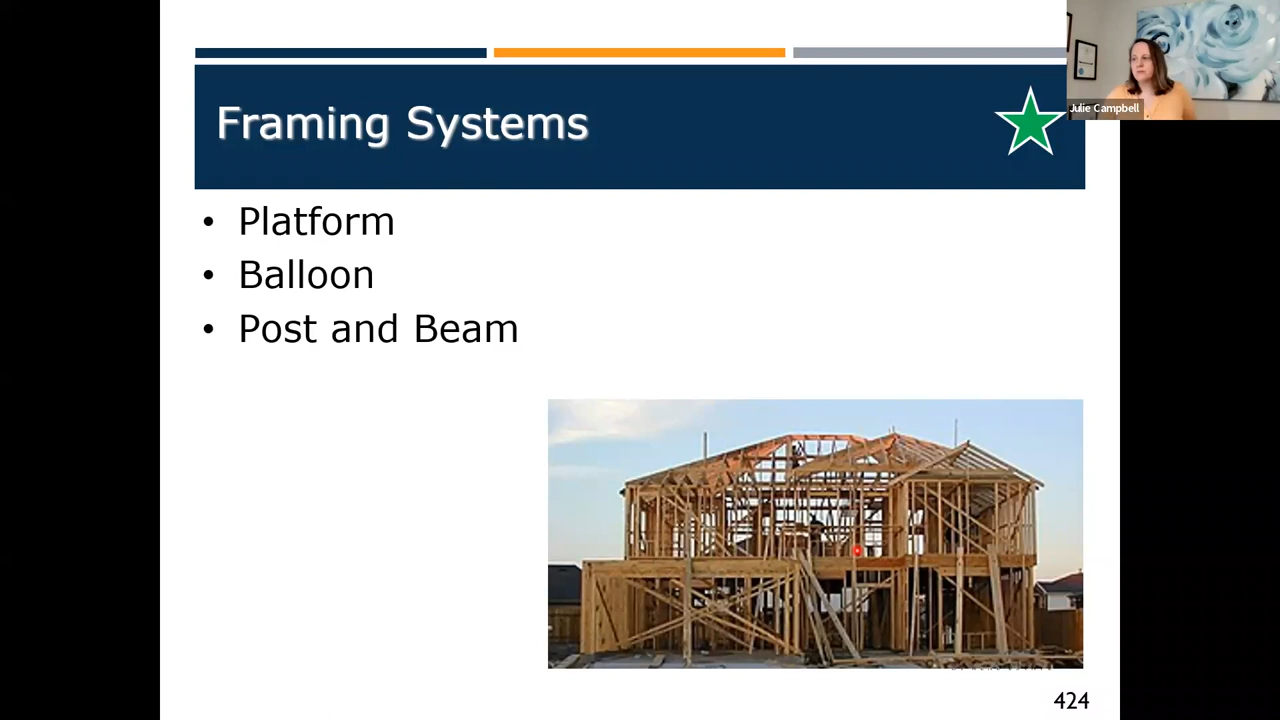 Framing Systems
Julie Campbell
• Platform
• Balloon
• Post and Beam
424